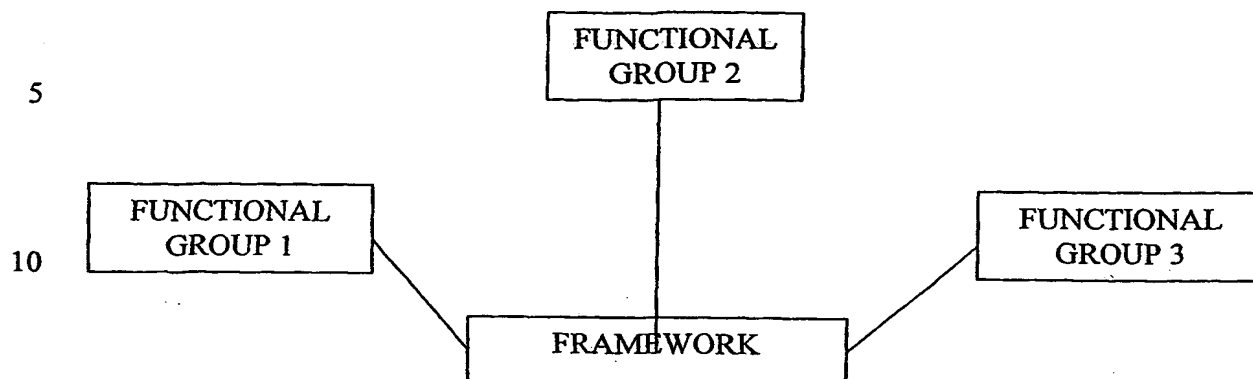 FUNCTIONAL
GROUP 2
5
FUNCTIONAL
GROUP 1
FUNCTIONAL
GROUP 3
10
FRAMEWORK